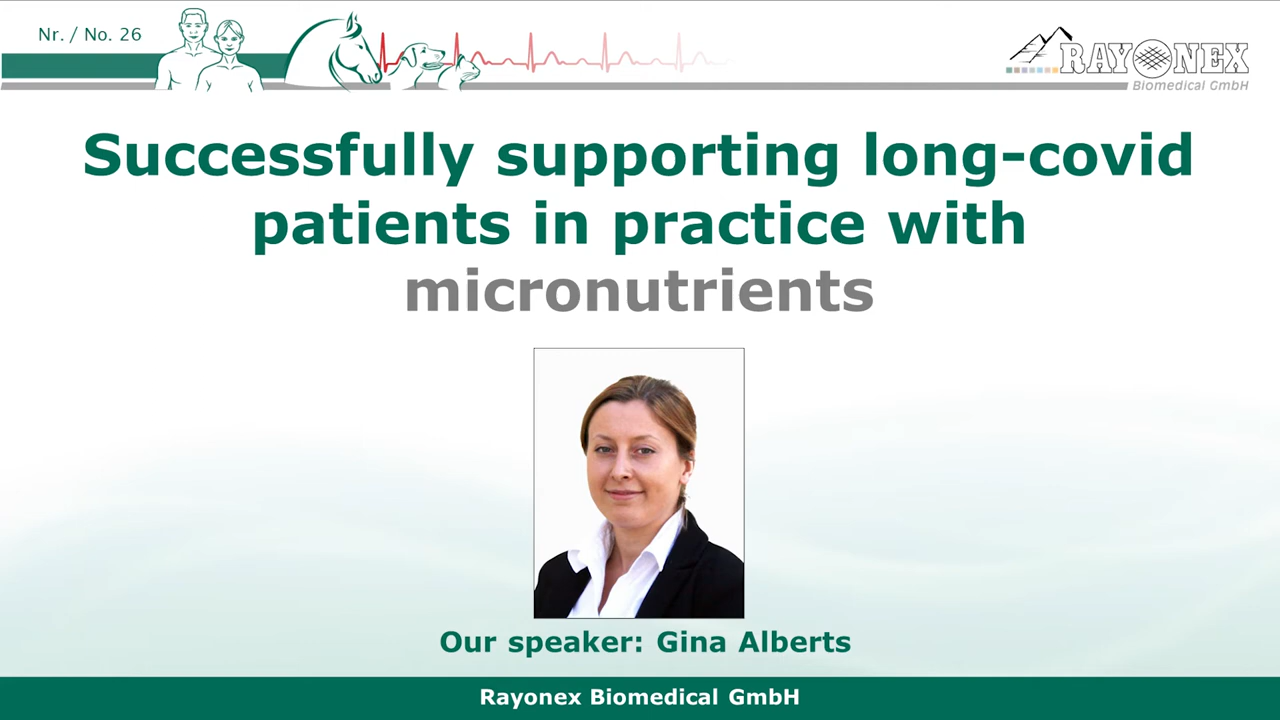 Nr. / No. 26
RAYONEX
Biomedical GmbH
Successfully supporting long-covid
patients in practice with
micronutrients
Our speaker: Gina Alberts
Rayonex Biomedical GmbH